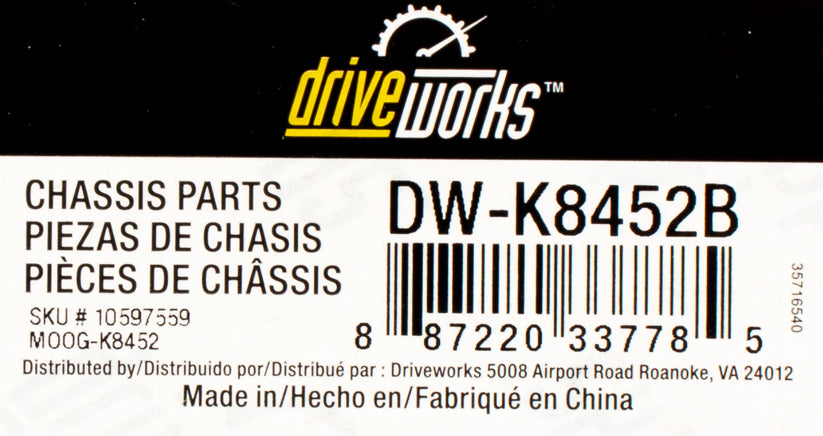 driveworks™
CHASSIS PARTS
PIEZAS DE CHASIS
PIÈCES DE CHÂSSIS
SKU # 10597559
MOOG-K8452
DW-K8452B
8 87220 33778 5
35716540
Distributed by/Distribuido por/Distribué par : Driveworks 5008 Airport Road Roanoke, VA 24012
Made in/Hecho en/Fabriqué en China